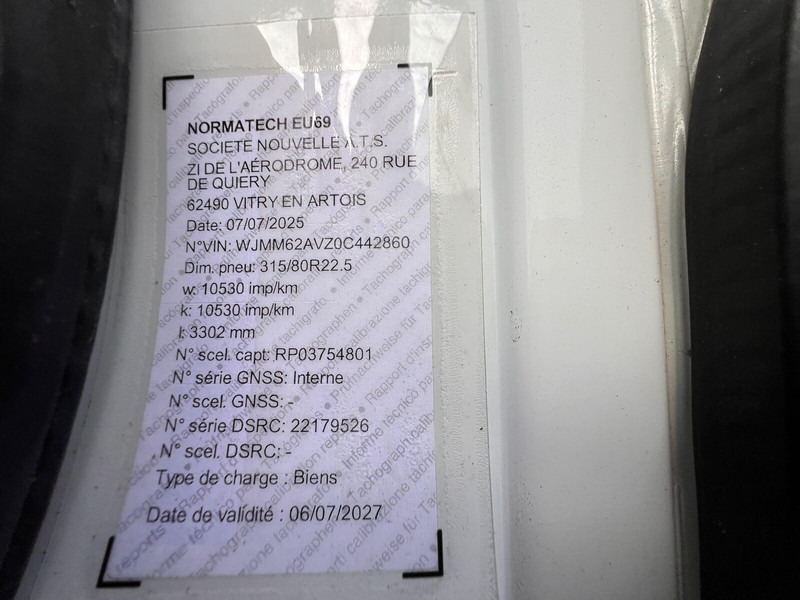 NORMATECH EU69
SOCIETE NOUVELLE A.T.S.
ZI DE L'AÉRODROME, 240 RUE
DE QUIERY
62490 VITRY EN ARTOIS
Date: 07/07/2025
N°VIN: WJMM62AVZ0C442860
Dim. pneu: 315/80R22.5
w: 10530 imp/km
k: 10530 imp/km
l: 3302 mm
N° scel. capt: RP03754801
N° série GNSS: Interne
N° scel. GNSS: -
N° série DSRC: 22179526
N° scel. DSRC: -
Type de charge : Biens
Date de validité : 06/07/2027